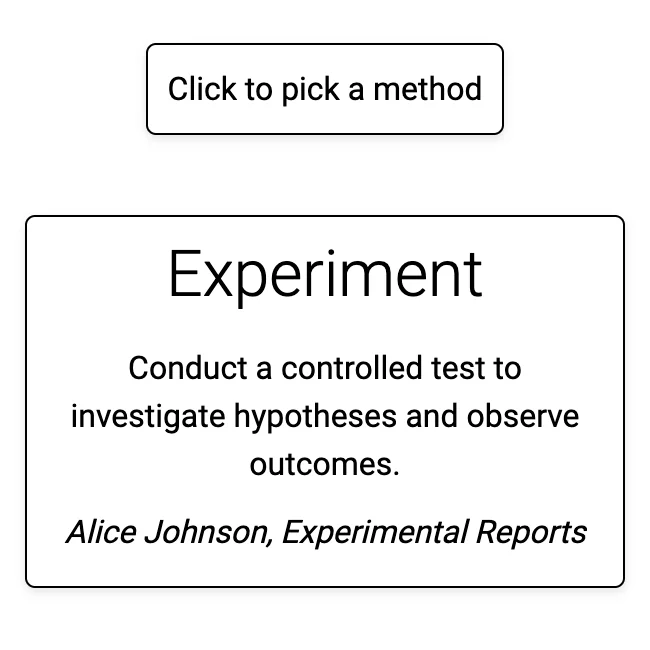 Click to pick a method
Experiment
Conduct a controlled test to
investigate hypotheses and observe
outcomes.
Alice Johnson, Experimental Reports